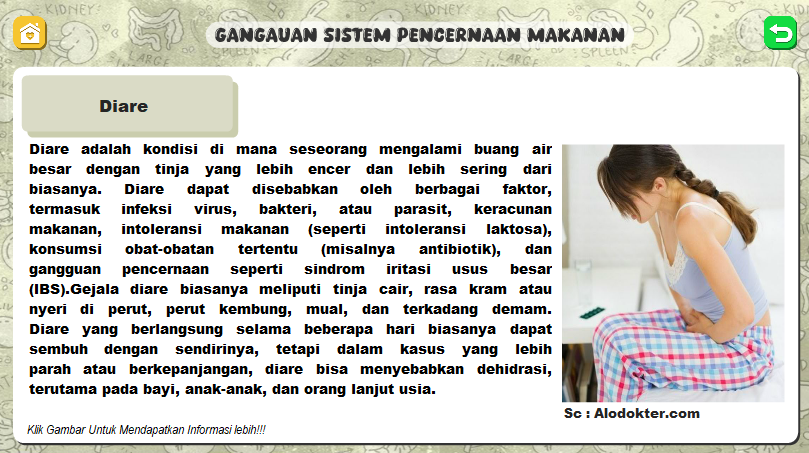 GANGAUAN SISTEM PENCERNAAN MAKANAN
KIDNEY
KIDNEY
LARGE
SPLEEN
Diare
Diare adalah kondisi di mana seseorang mengalami buang air
besar dengan tinja yang lebih encer dan lebih sering dari
biasanya. Diare dapat disebabkan oleh berbagai faktor,
termasuk infeksi virus, bakteri, atau parasit, keracunan
makanan, intoleransi makanan (seperti intoleransi laktosa),
konsumsi obat-obatan tertentu (misalnya antibiotik), dan
gangguan pencernaan seperti sindrom iritasi usus besar
(IBS).Gejala diare biasanya meliputi tinja cair, rasa kram atau
nyeri di perut, perut kembung, mual, dan terkadang demam.
Diare yang berlangsung selama beberapa hari biasanya dapat
sembuh dengan sendirinya, tetapi dalam kasus yang lebih
parah atau berkepanjangan, diare bisa menyebabkan dehidrasi,
terutama pada bayi, anak-anak, dan orang lanjut usia.
Sc : Alodokter.com
Klik Gambar Untuk Mendapatkan Informasi lebih!!!